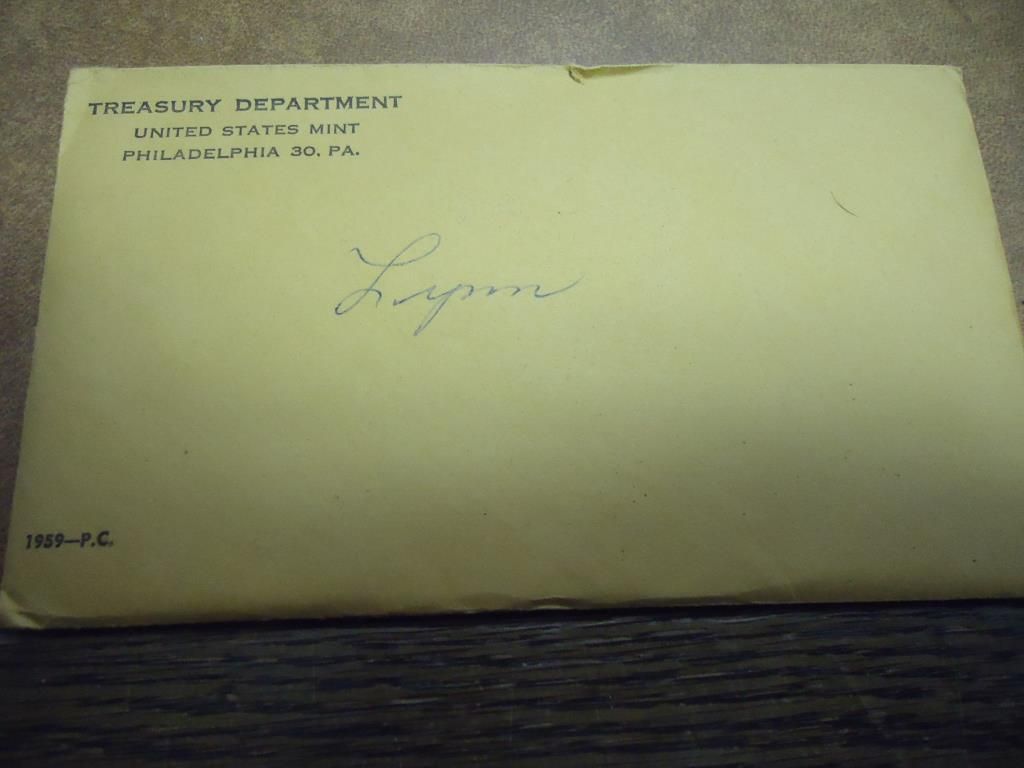 TREASURY DEPARTMENT
UNITED STATES MINT
PHILADELPHIA 30, PA.
Lynn
1959—P.C.